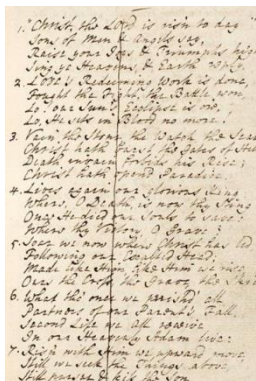 1. Christ, the LORD is ris'n to day
Sons of Men & Angels say,
Raise your Joys & Triumphs high
Sing ye Heavens, & Earth reply.
2. LOVE's Redeeming Work is done,
Fought the Fight, the Battle won,
Lo! our Sun's Eclipse is o'er,
Lo, He sets in Blood no more!
3. Vain the Stone, the Watch the Seal
Christ hath burst the Gates of Hell
Death in vain forbids his Rise;
Christ hath open'd Paradise.
4. Lives again our glorious King
Where, O Death, is now thy Sting
Once He died our Souls to save
Where thy Victory, O Grave?
5. Soar we now where Christ has led
Following our Exalted Head,
Made like Him, like Him we rise
Ours the Cross, the Grave, the Skies
6. What tho' once we perish'd all
Partners of our Parent's Fall,
Second Life we all receive
In our Heavenly Adam live:
7. Risen with Him we upward move,
Still we seek the Things above,
Still pursue & kiss the Son